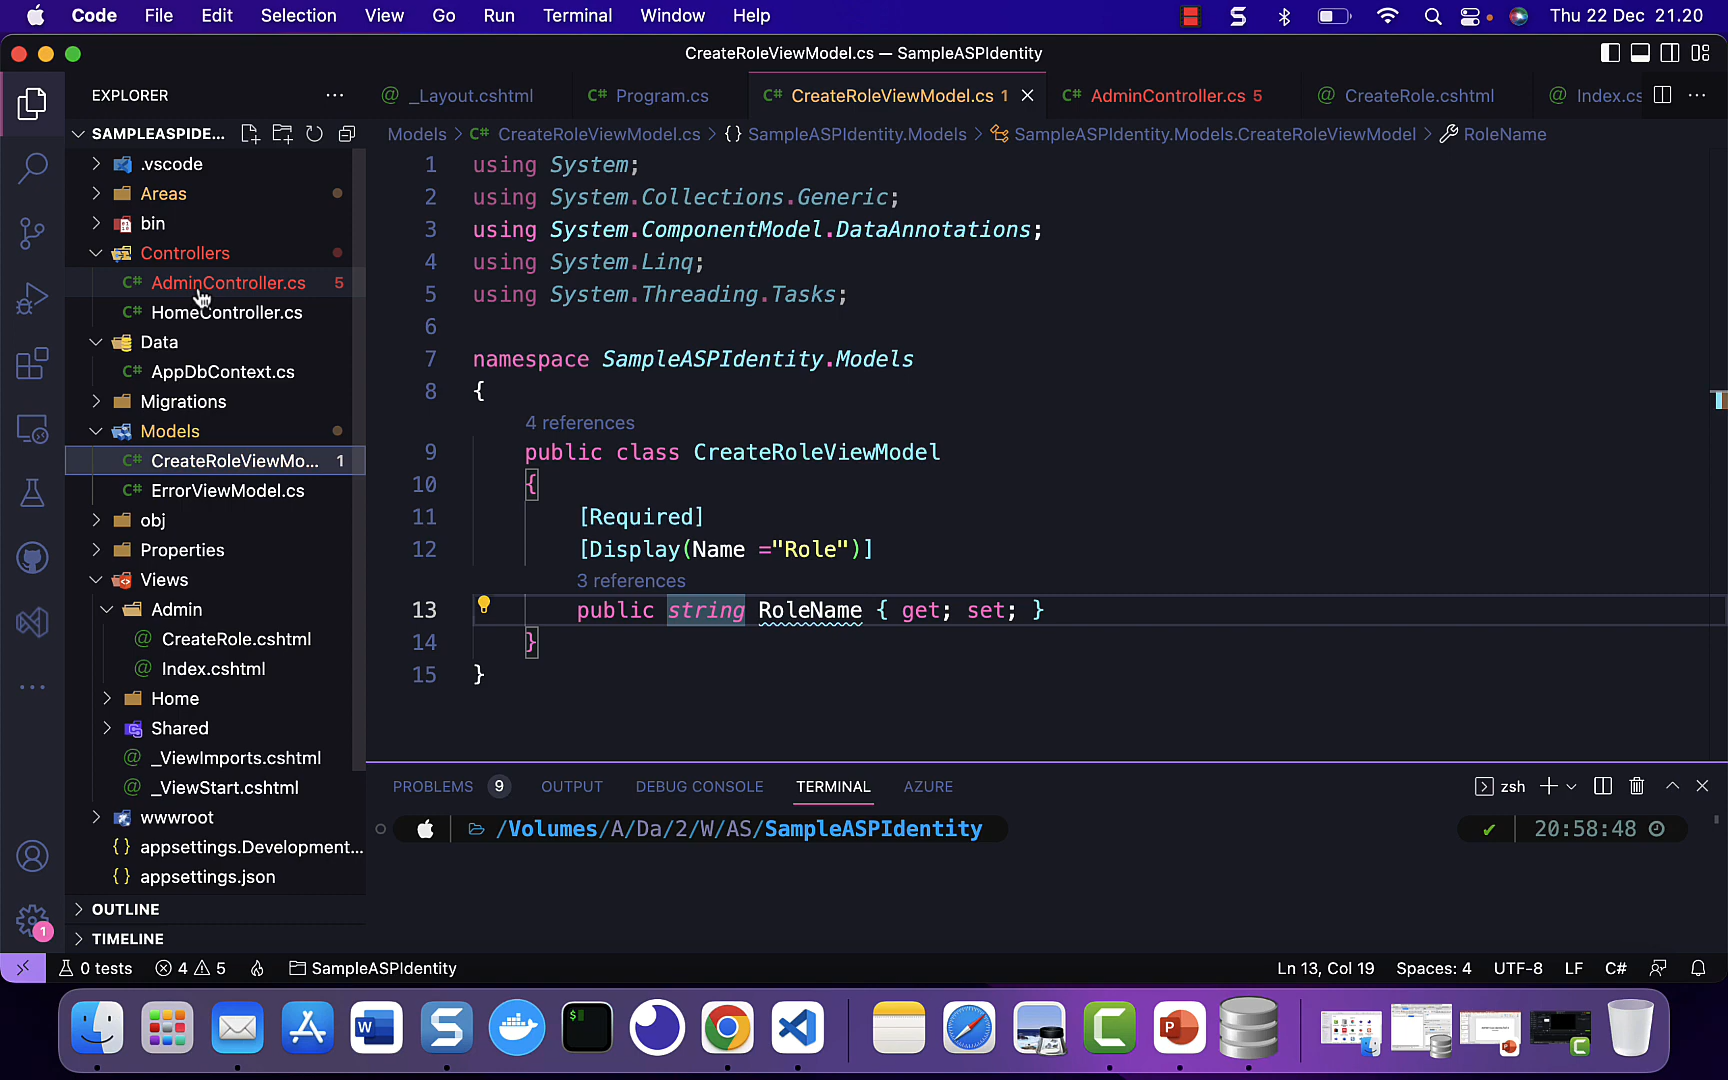 Code File Edit Selection View Go Run Terminal Window Help Thu 22 Dec 21.20
CreateRoleViewModel.cs — SampleASPIdentity
EXPLORER
_Layout.cshtml Program.cs CreateRoleViewModel.cs 1 AdminController.cs 5 CreateRole.cshtml Index.cs
SAMPLEASPIDE...
Models > CreateRoleViewModel.cs > {} SampleASPIdentity.Models > SampleASPIdentity.Models.CreateRoleViewModel > RoleName
.vscode
Areas
bin
Controllers
AdminController.cs 5
HomeController.cs
Data
AppDbContext.cs
Migrations
Models
CreateRoleViewMo... 1
ErrorViewModel.cs
obj
Properties
Views
Admin
CreateRole.cshtml
Index.cshtml
Home
Shared
_ViewImports.cshtml
_ViewStart.cshtml
wwwroot
{} appsettings.Development...
{} appsettings.json
OUTLINE
TIMELINE
1 using System;
2 using System.Collections.Generic;
3 using System.ComponentModel.DataAnnotations;
4 using System.Linq;
5 using System.Threading.Tasks;
6
7 namespace SampleASPIdentity.Models
8 {
4 references
9 public class CreateRoleViewModel
10 {
11 [Required]
12 [Display(Name ="Role")]
3 references
13 public string RoleName { get; set; }
14 }
15 }
PROBLEMS 9 OUTPUT DEBUG CONSOLE TERMINAL AZURE zsh
/Volumes/A/Da/2/W/AS/SampleASPIdentity ✔ 20:58:48
1
0 tests 4 5 SampleASPIdentity Ln 13, Col 19 Spaces: 4 UTF-8 LF C#